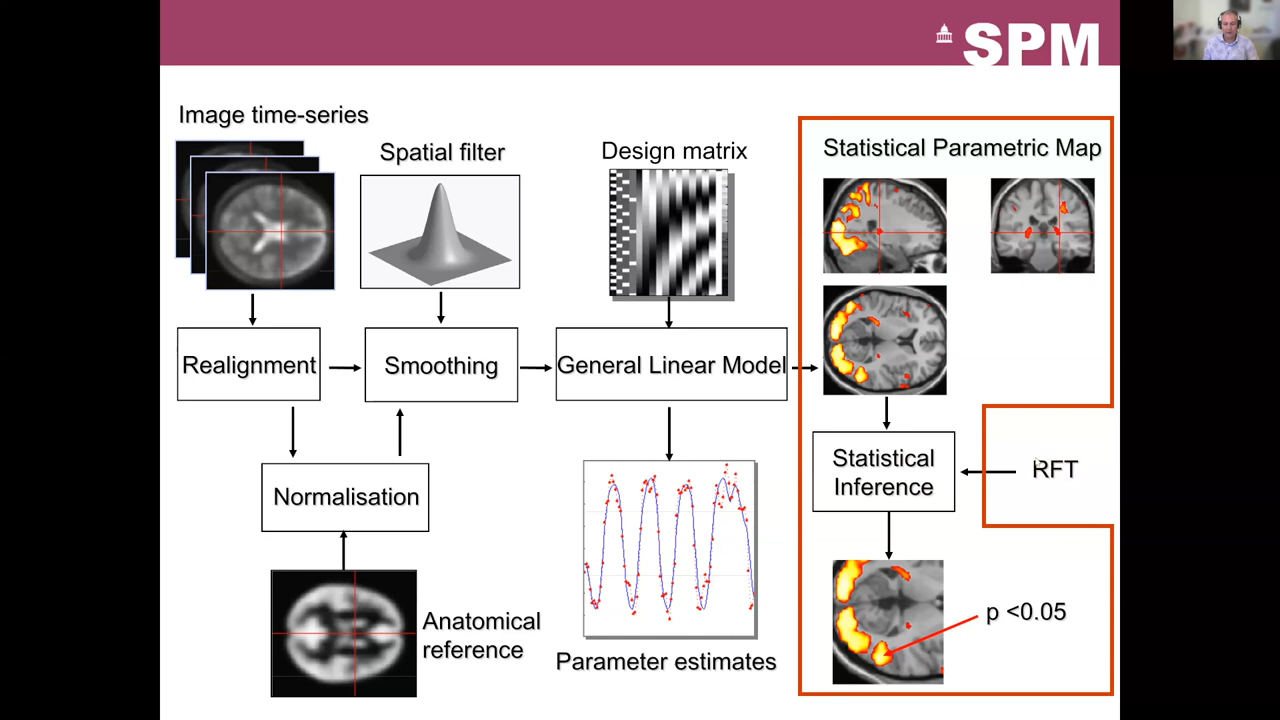 SPM
Image time-series
Spatial filter
Design matrix
Statistical Parametric Map
Realignment
Smoothing
General Linear Model
Statistical
Inference
RFT
Normalisation
Anatomical
reference
Parameter estimates
p <0.05